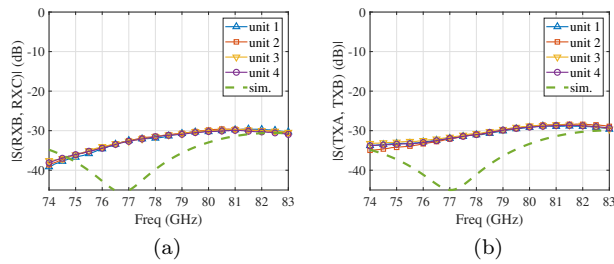 |S(RXB, RXC)| (dB)
0
-10
-20
-30
-40
unit 1
unit 2
unit 3
unit 4
sim.
74 75 76 77 78 79 80 81 82 83
Freq (GHz)
(a)
|S(TXA, TXB) (dB)|
0
-10
-20
-30
-40
unit 1
unit 2
unit 3
unit 4
sim.
74 75 76 77 78 79 80 81 82 83
Freq (GHz)
(b)